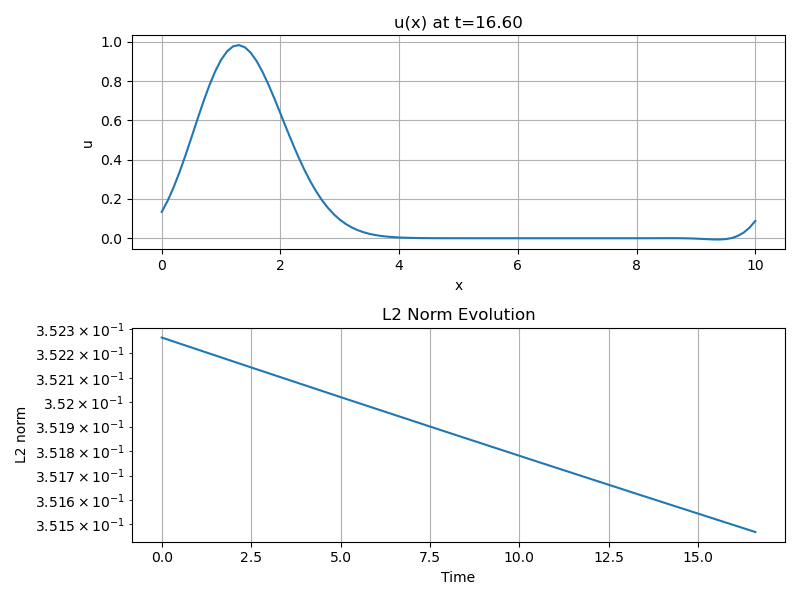 u(x) at t=16.60
1.0
0.8
0.6
0.4
0.2
0.0
u
0 2 4 6 8 10
x
L2 Norm Evolution
3.523 × 10⁻¹
3.522 × 10⁻¹
3.521 × 10⁻¹
3.52 × 10⁻¹
3.519 × 10⁻¹
3.518 × 10⁻¹
3.517 × 10⁻¹
3.516 × 10⁻¹
3.515 × 10⁻¹
L2 norm
0.0 2.5 5.0 7.5 10.0 12.5 15.0
Time